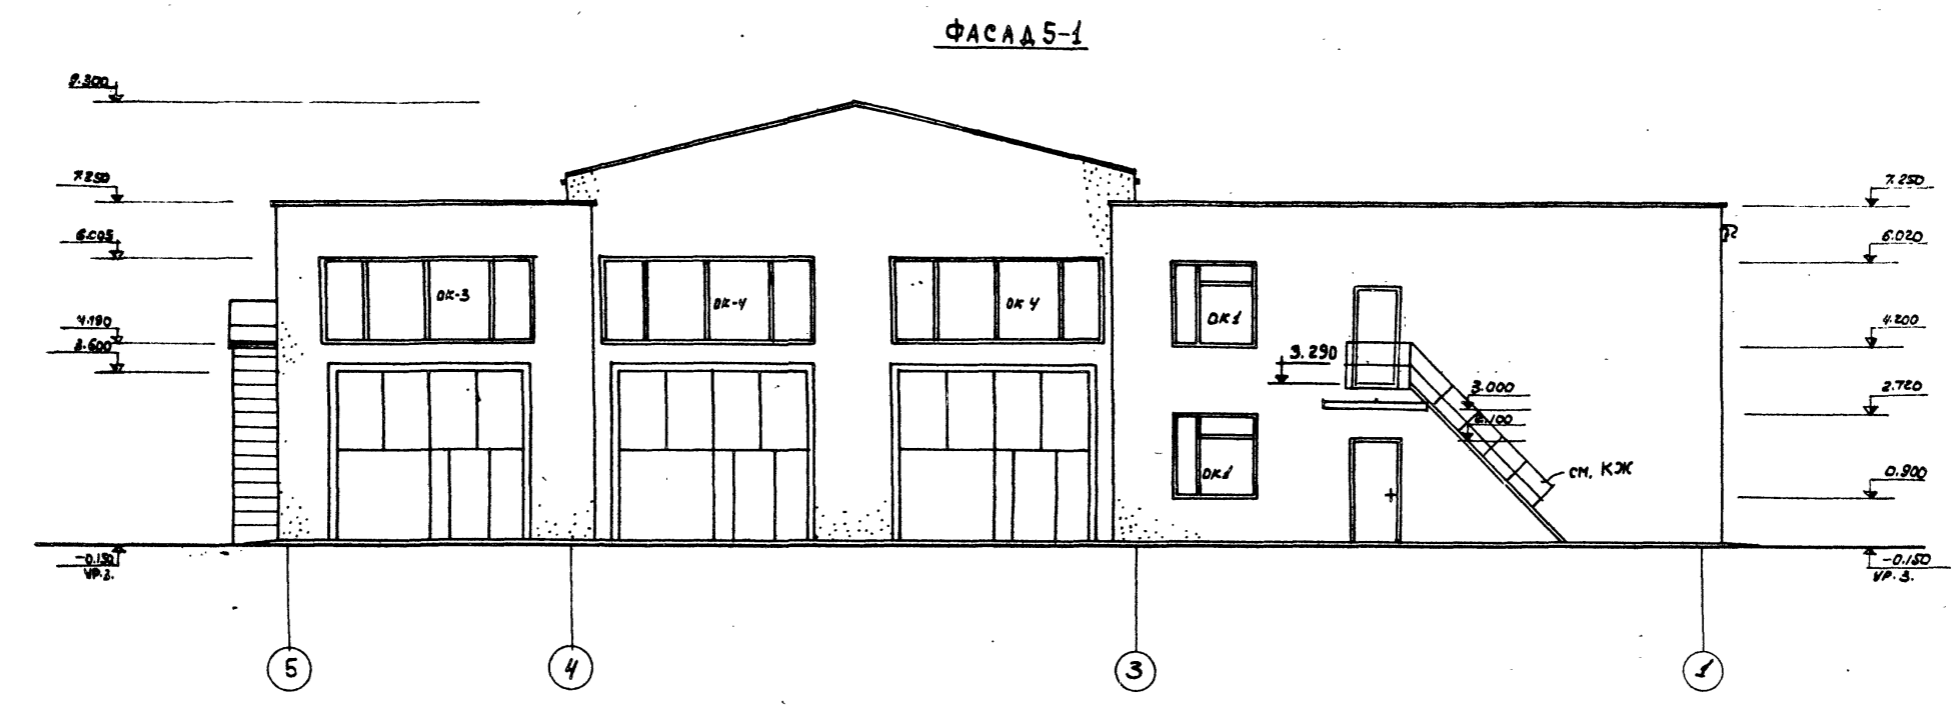 ФАСАД 5-1
9.300
7.250
7.250
6.005
6.020
ОК-3
ОК-4
ОК 4
ОК1
4.190
4.200
3.600
3.290
3.000
2.720
2.100
ОК1
см. КЖ
0.900
-0.150
УР.З.
-0.150
УР.З.
5
4
3
1